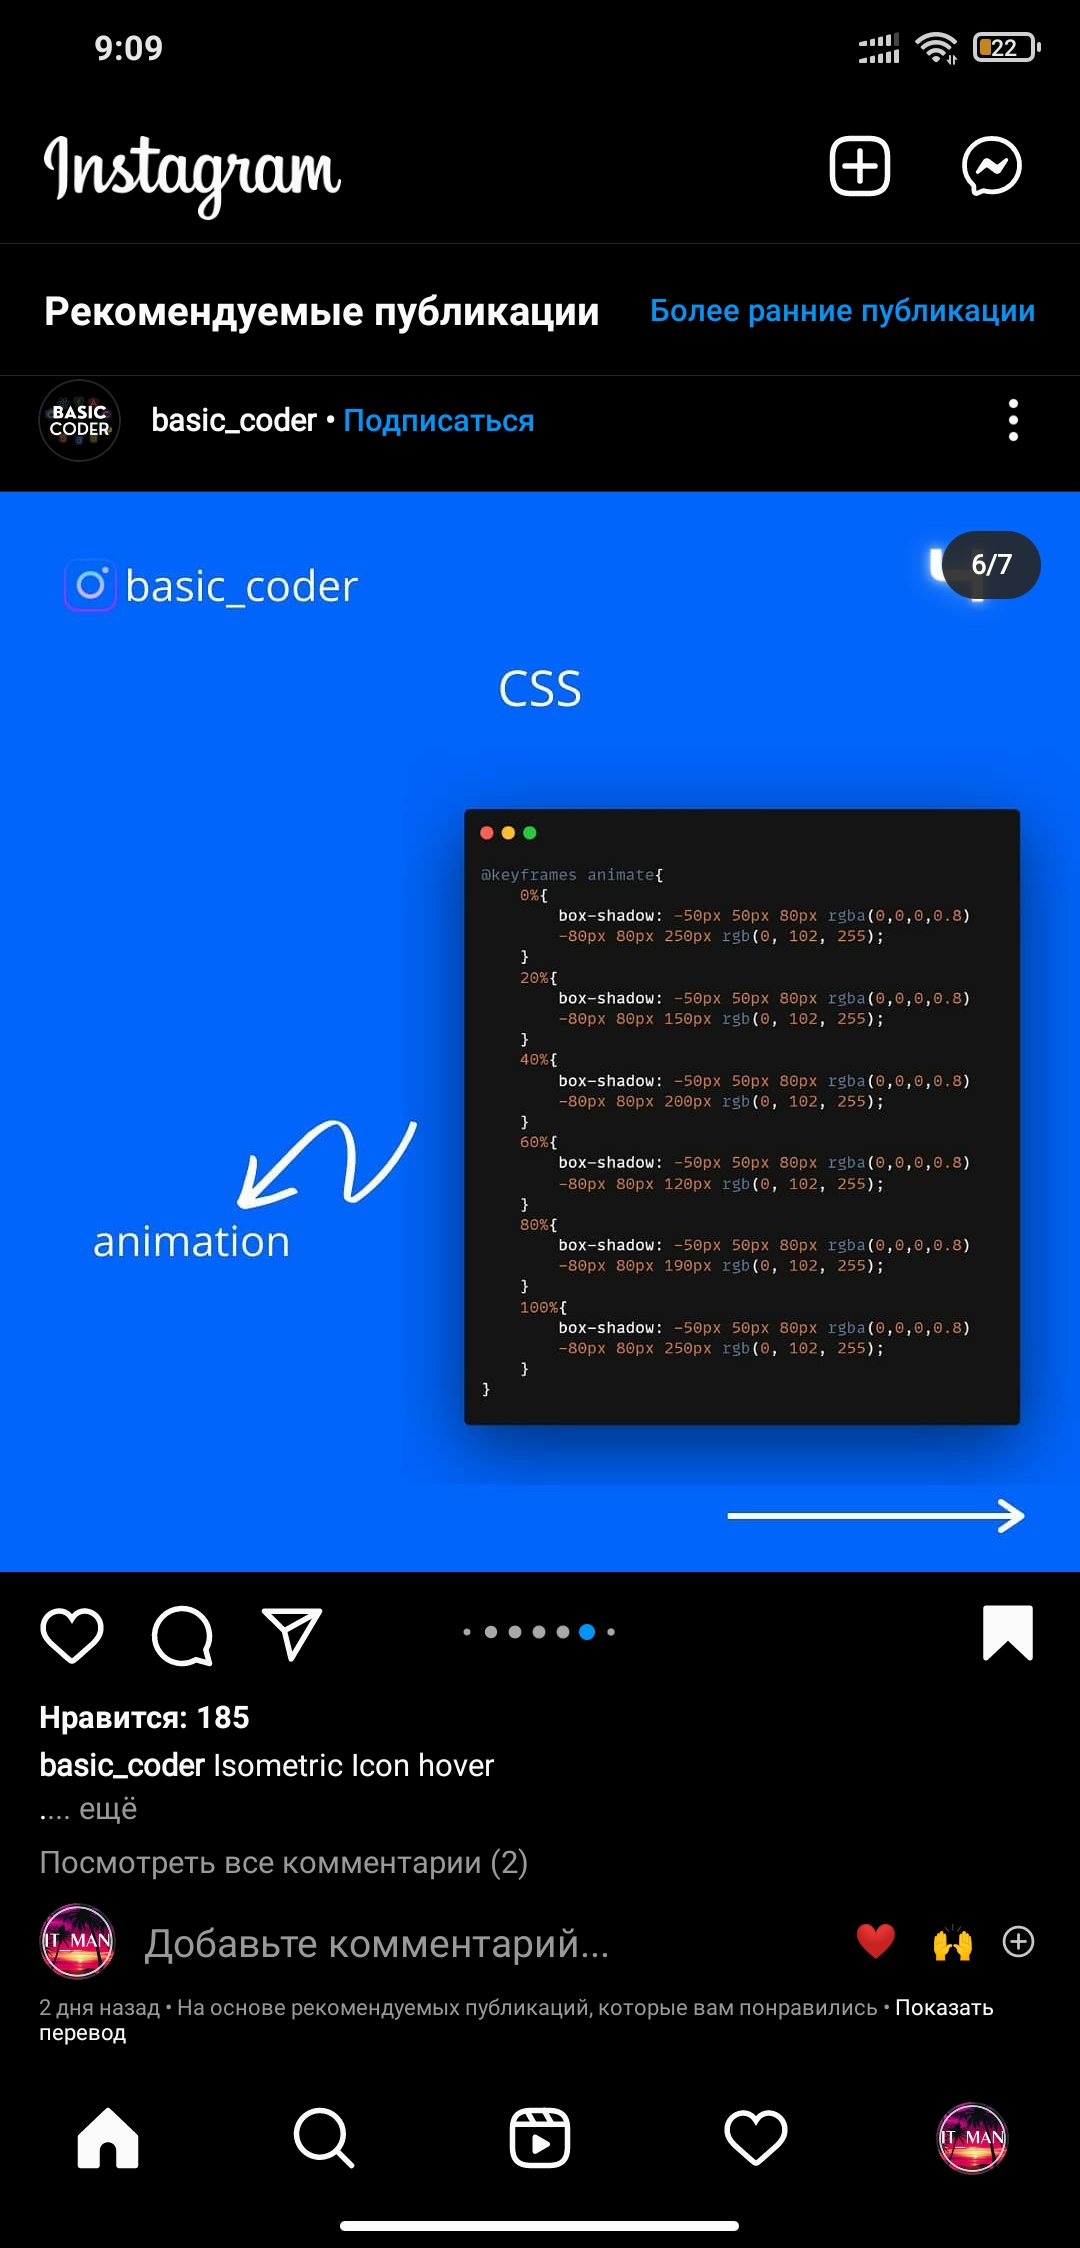 9:09
22
Instagram
Рекомендуемые публикации
Более ранние публикации
BASIC
CODER
basic_coder • Подписаться
basic_coder
6/7
CSS
@keyframes animate{
0%{
box-shadow: -50px 50px 80px rgba(0,0,0,0.8)
-80px 80px 250px rgb(0, 102, 255);
}
20%{
box-shadow: -50px 50px 80px rgba(0,0,0,0.8)
-80px 80px 150px rgb(0, 102, 255);
}
40%{
box-shadow: -50px 50px 80px rgba(0,0,0,0.8)
-80px 80px 200px rgb(0, 102, 255);
}
60%{
box-shadow: -50px 50px 80px rgba(0,0,0,0.8)
-80px 80px 120px rgb(0, 102, 255);
}
80%{
box-shadow: -50px 50px 80px rgba(0,0,0,0.8)
-80px 80px 190px rgb(0, 102, 255);
}
100%{
box-shadow: -50px 50px 80px rgba(0,0,0,0.8)
-80px 80px 250px rgb(0, 102, 255);
}
}
animation
Нравится: 185
basic_coder Isometric Icon hover
.... ещё
Посмотреть все комментарии (2)
IT_MAN
Добавьте комментарий...
2 дня назад • На основе рекомендуемых публикаций, которые вам понравились • Показать
перевод
IT_MAN